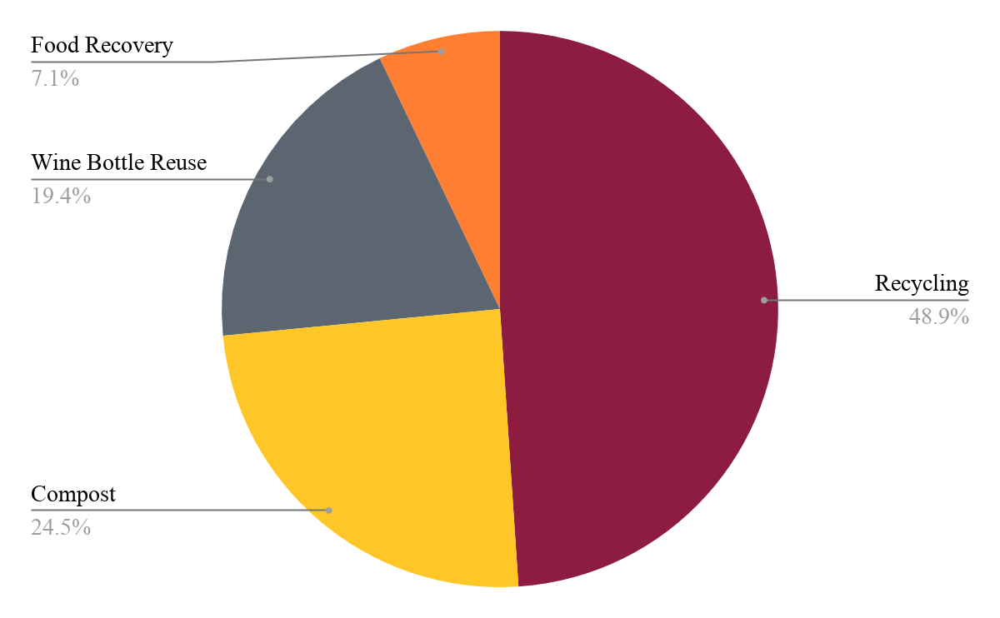 Food Recovery
7.1%
Wine Bottle Reuse
19.4%
Recycling
48.9%
Compost
24.5%